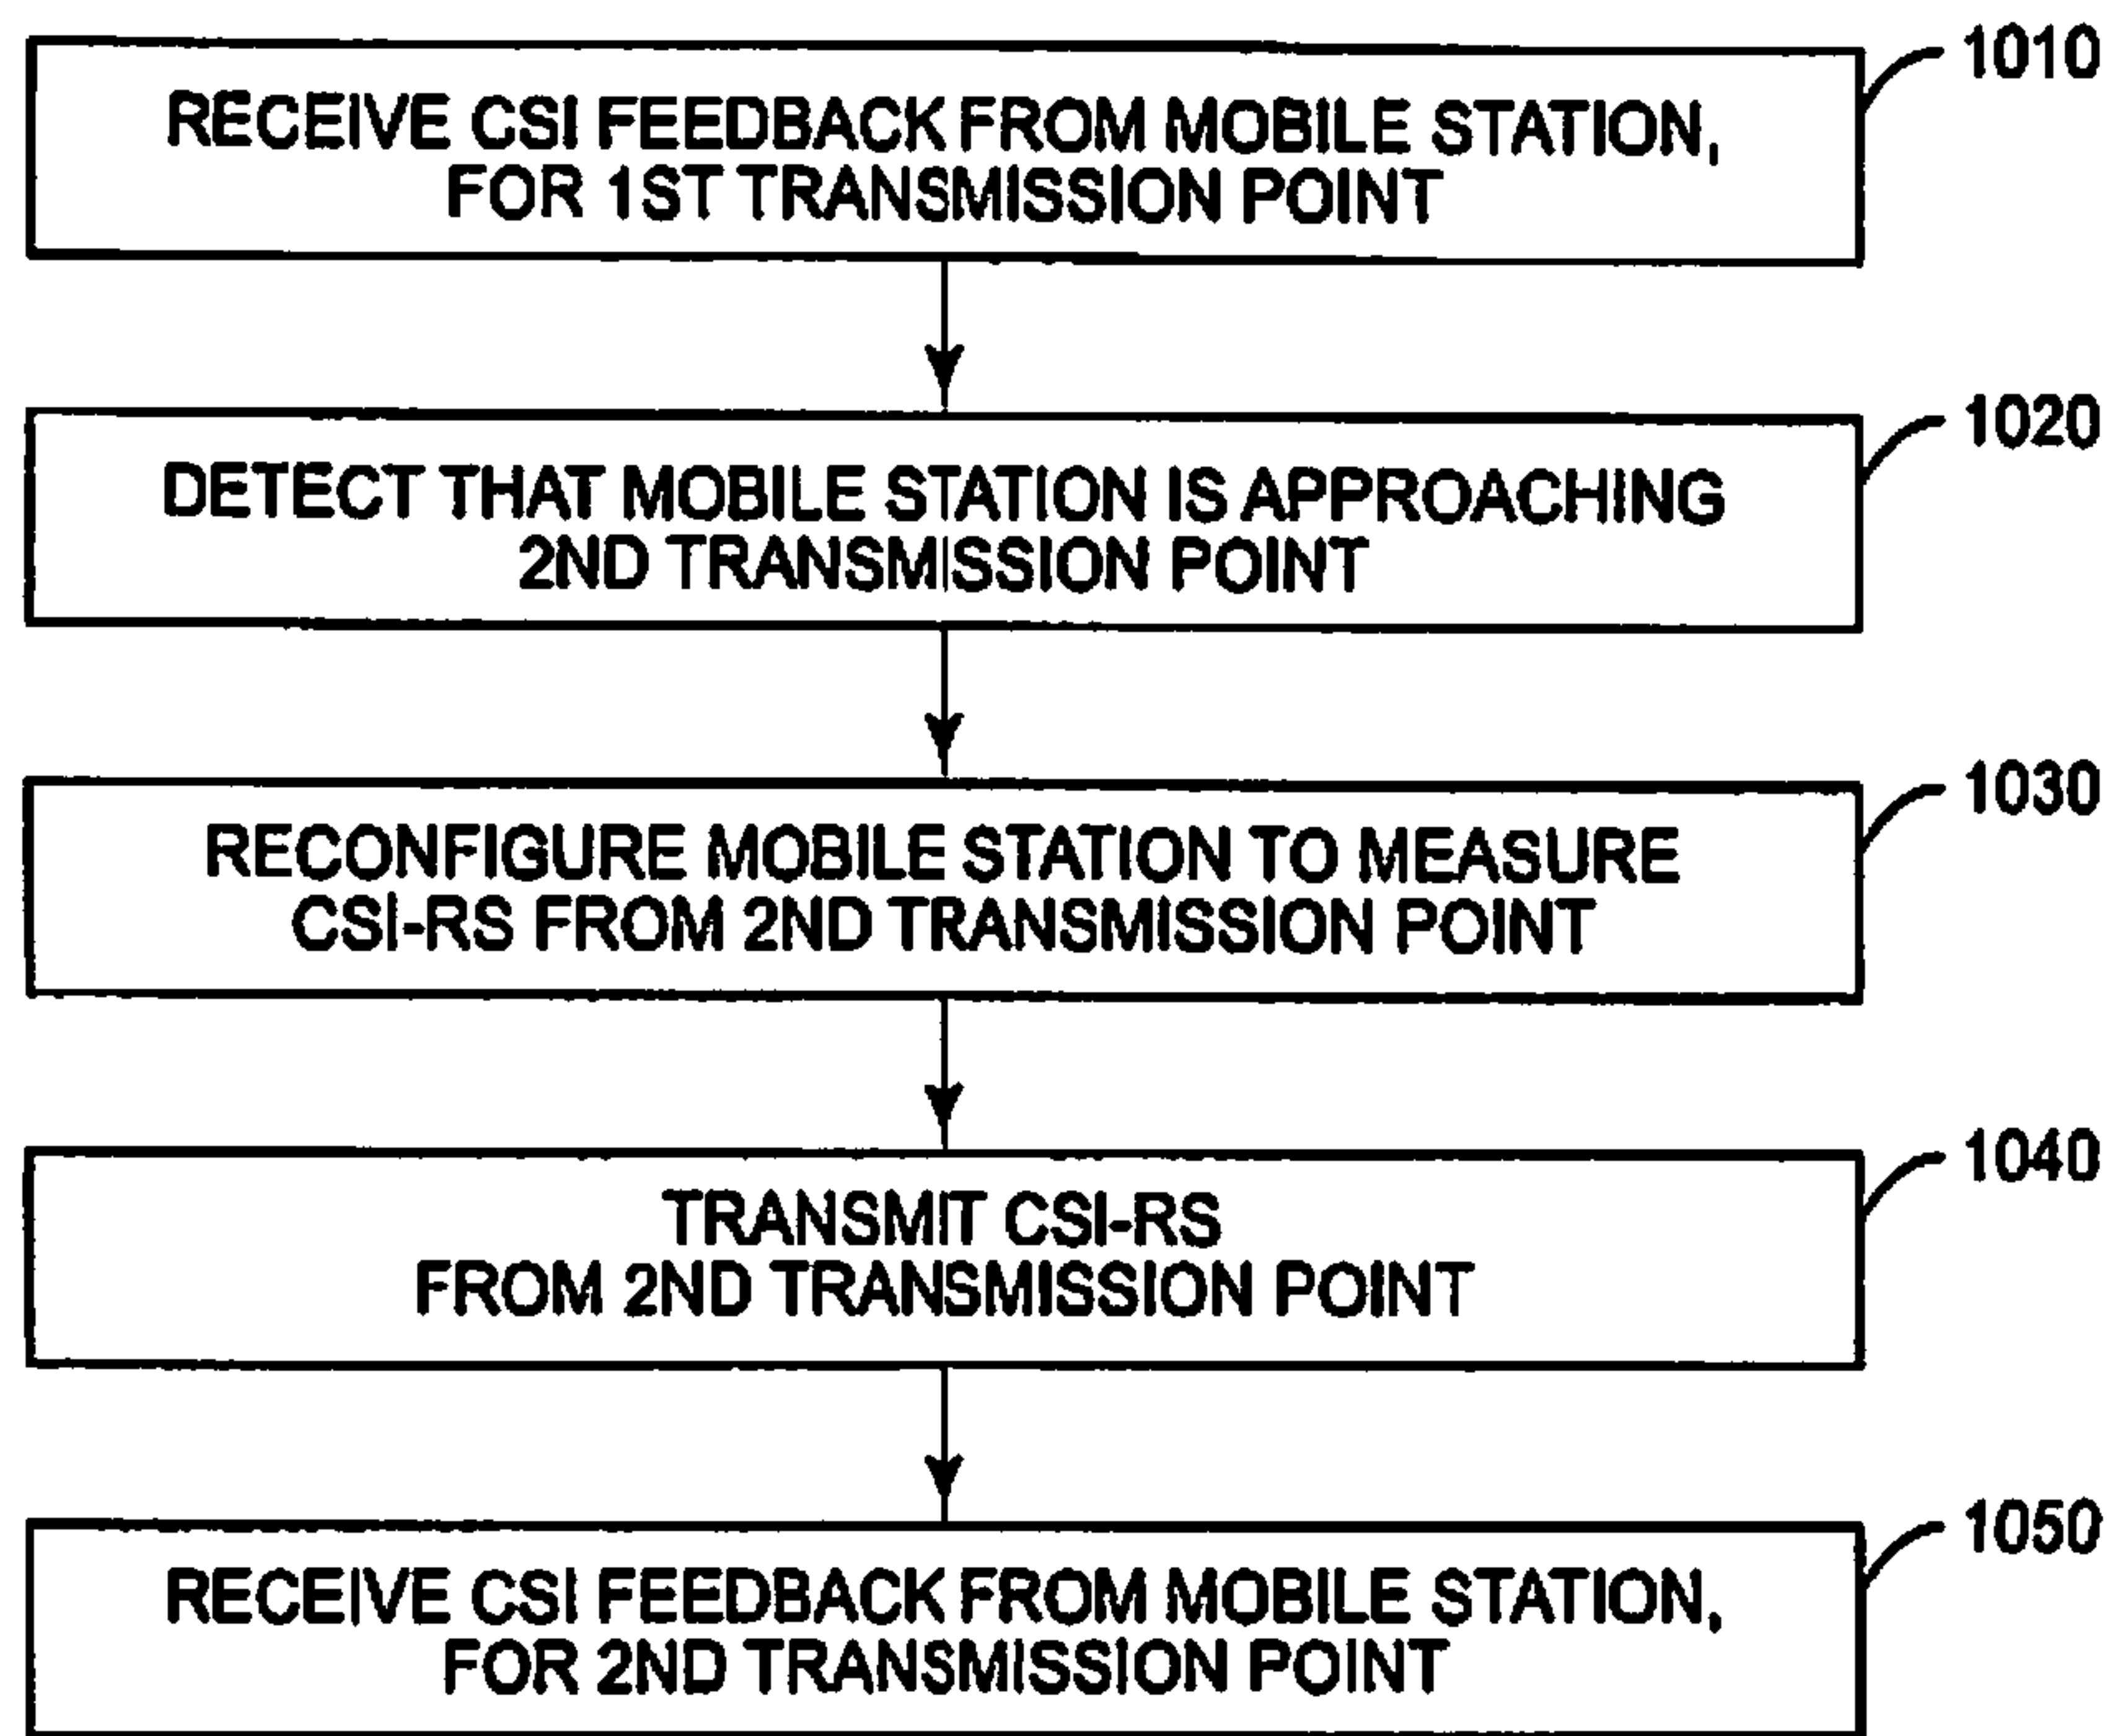 1010
RECEIVE CSI FEEDBACK FROM MOBILE STATION,
FOR 1ST TRANSMISSION POINT
1020
DETECT THAT MOBILE STATION IS APPROACHING
2ND TRANSMISSION POINT
1030
RECONFIGURE MOBILE STATION TO MEASURE
CSI-RS FROM 2ND TRANSMISSION POINT
1040
TRANSMIT CSI-RS
FROM 2ND TRANSMISSION POINT
1050
RECEIVE CSI FEEDBACK FROM MOBILE STATION,
FOR 2ND TRANSMISSION POINT